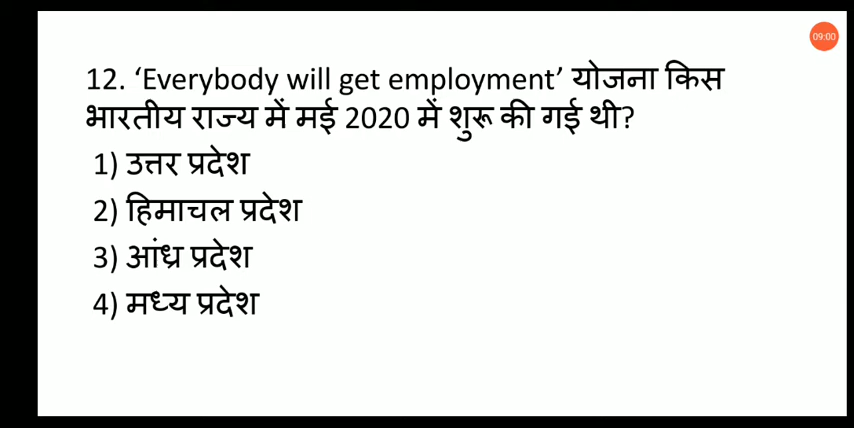 09:00
12. ‘Everybody will get employment’ योजना किस
भारतीय राज्य में मई 2020 में शुरू की गई थी?
1) उत्तर प्रदेश
2) हिमाचल प्रदेश
3) आंध्र प्रदेश
4) मध्य प्रदेश